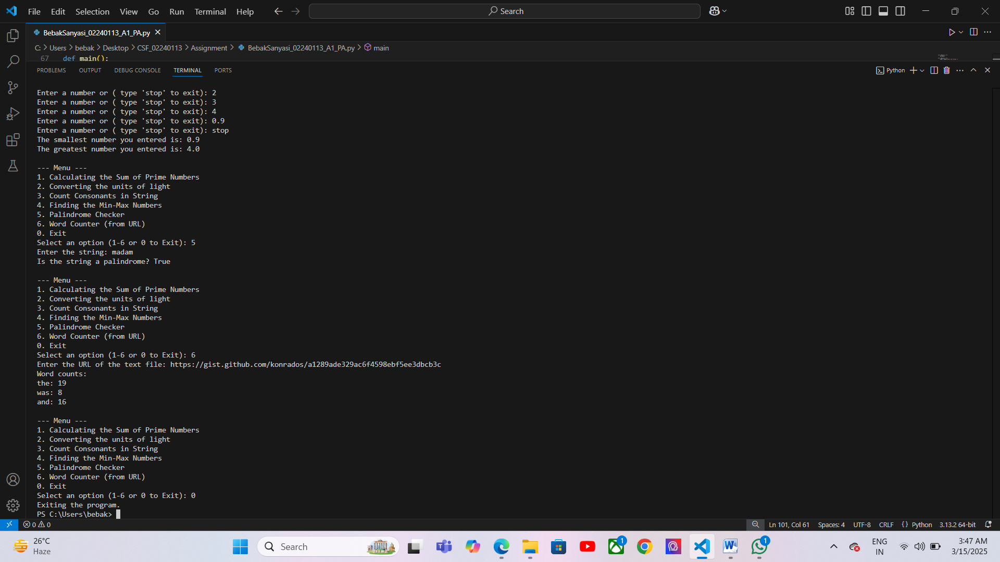 File Edit Selection View Go Run Terminal Help Search
BebakSanyasi_02240113_A1_PA.py
C: > Users > bebak > Desktop > CSF_02240113 > Assignment > BebakSanyasi_02240113_A1_PA.py > main
67 def main():
PROBLEMS OUTPUT DEBUG CONSOLE TERMINAL PORTS Python
Enter a number or ( type 'stop' to exit): 2
Enter a number or ( type 'stop' to exit): 3
Enter a number or ( type 'stop' to exit): 4
Enter a number or ( type 'stop' to exit): 0.9
Enter a number or ( type 'stop' to exit): stop
The smallest number you entered is: 0.9
The greatest number you entered is: 4.0
--- Menu ---
1. Calculating the Sum of Prime Numbers
2. Converting the units of light
3. Count Consonants in String
4. Finding the Min-Max Numbers
5. Palindrome Checker
6. Word Counter (from URL)
0. Exit
Select an option (1-6 or 0 to Exit): 5
Enter the string: madam
Is the string a palindrome? True
--- Menu ---
1. Calculating the Sum of Prime Numbers
2. Converting the units of light
3. Count Consonants in String
4. Finding the Min-Max Numbers
5. Palindrome Checker
6. Word Counter (from URL)
0. Exit
Select an option (1-6 or 0 to Exit): 6
Enter the URL of the text file: https://gist.github.com/konrados/a1289ade329ac6f4598ebf5ee3dbcb3c
Word counts:
the: 19
was: 8
and: 16
--- Menu ---
1. Calculating the Sum of Prime Numbers
2. Converting the units of light
3. Count Consonants in String
4. Finding the Min-Max Numbers
5. Palindrome Checker
6. Word Counter (from URL)
0. Exit
Select an option (1-6 or 0 to Exit): 0
Exiting the program.
PS C:\Users\bebak>
0 0 Ln 101, Col 61 Spaces: 4 UTF-8 CRLF {} Python 3.13.2 64-bit
26°C
Haze
Search
1
1
ENG
IN
3:47 AM
3/15/2025